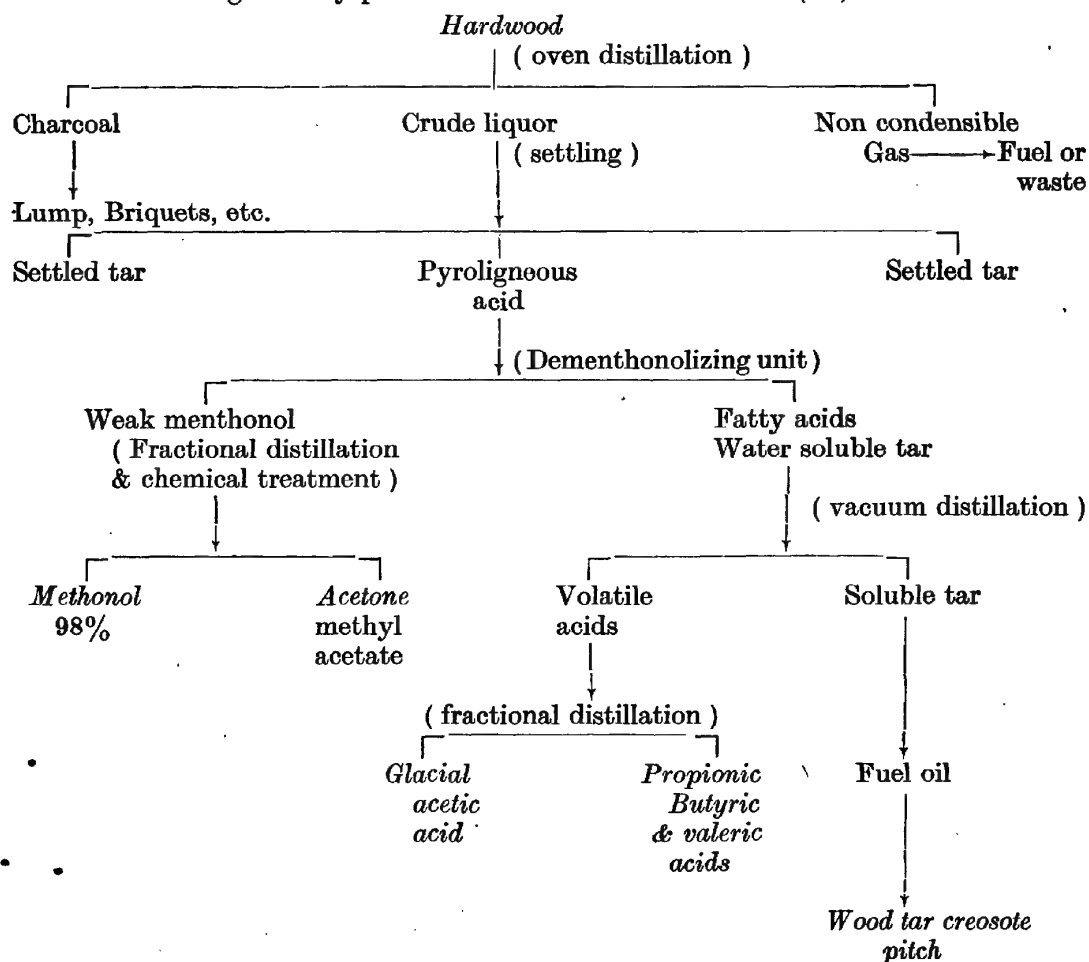 Hardwood
( oven distillation )
Charcoal Crude liquor Non condensible
( settling ) Gas Fuel or
waste
Lump, Briquets, etc.
Settled tar Pyroligneous Settled tar
acid
( Dementhonolizing unit )
Weak menthonol Fatty acids
( Fractional distillation Water soluble tar
& chemical treatment )
( vacuum distillation )
Methonol Acetone Volatile Soluble tar
98% methyl acids
acetate
( fractional distillation )
Glacial Propionic Fuel oil
acetic Butyric
acid & valeric
acids
Wood tar creosote
pitch